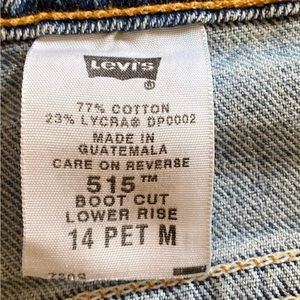 Levi's
®
77% COTTON
23% LYCRA® DP0002
MADE IN
GUATEMALA
CARE ON REVERSE
515™
BOOT CUT
LOWER RISE
14 PET M